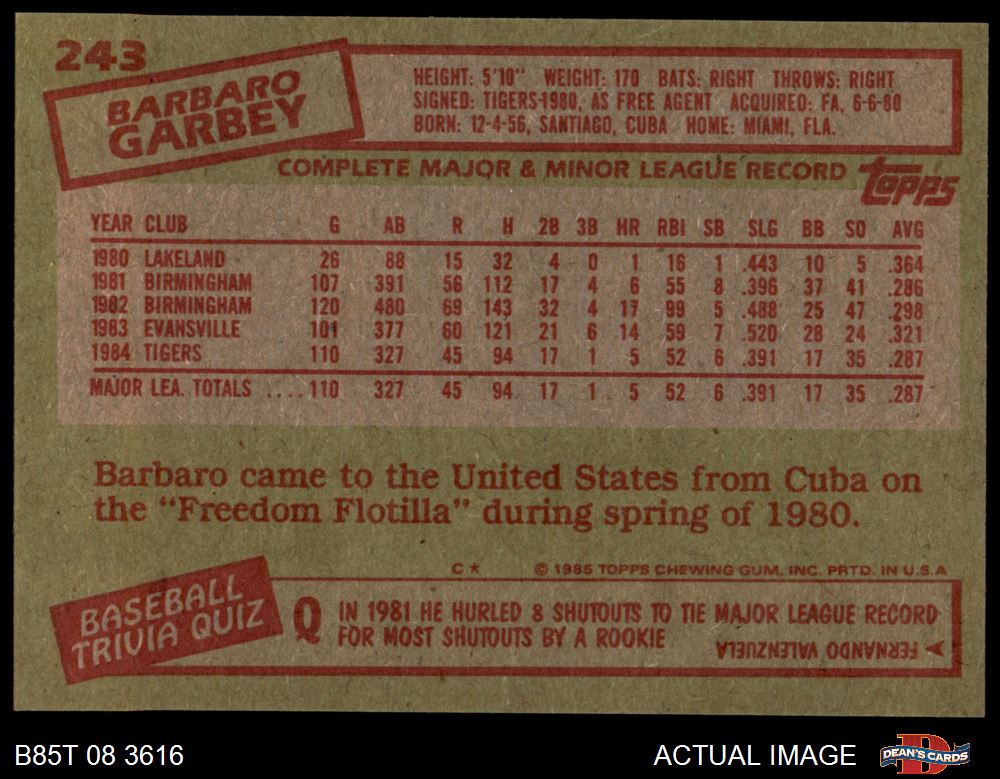 243
BARBARO
GARBEY
HEIGHT: 5'10" WEIGHT: 170 BATS: RIGHT THROWS: RIGHT
SIGNED: TIGERS-1980, AS FREE AGENT ACQUIRED: FA, 6-6-80
BORN: 12-4-56, SANTIAGO, CUBA HOME: MIAMI, FLA.
COMPLETE MAJOR & MINOR LEAGUE RECORD topps
YEAR CLUB G AB R H 2B 3B HR RBI SB SLG BB SO AVG
1980 LAKELAND 26 88 15 32 4 0 1 16 1 .443 10 5 .364
1981 BIRMINGHAM 107 391 56 112 17 4 6 55 8 .396 37 41 .286
1982 BIRMINGHAM 120 480 69 143 32 4 17 99 5 .488 25 47 .298
1983 EVANSVILLE 101 377 60 121 21 6 14 59 7 .520 28 24 .321
1984 TIGERS 110 327 45 94 17 1 5 52 6 .391 17 35 .287
MAJOR LEA. TOTALS ....110 327 45 94 17 1 5 52 6 .391 17 35 .287
Barbaro came to the United States from Cuba on
the "Freedom Flotilla" during spring of 1980.
C* © 1985 TOPPS CHEWING GUM, INC. PRTD. IN U.S.A
BASEBALL
TRIVIA QUIZ
Q IN 1981 HE HURLED 8 SHUTOUTS TO TIE MAJOR LEAGUE RECORD
FOR MOST SHUTOUTS BY A ROOKIE
A FERNANDO VALENZUELA
B85T 08 3616
ACTUAL IMAGE
D
DEAN'S CARDS